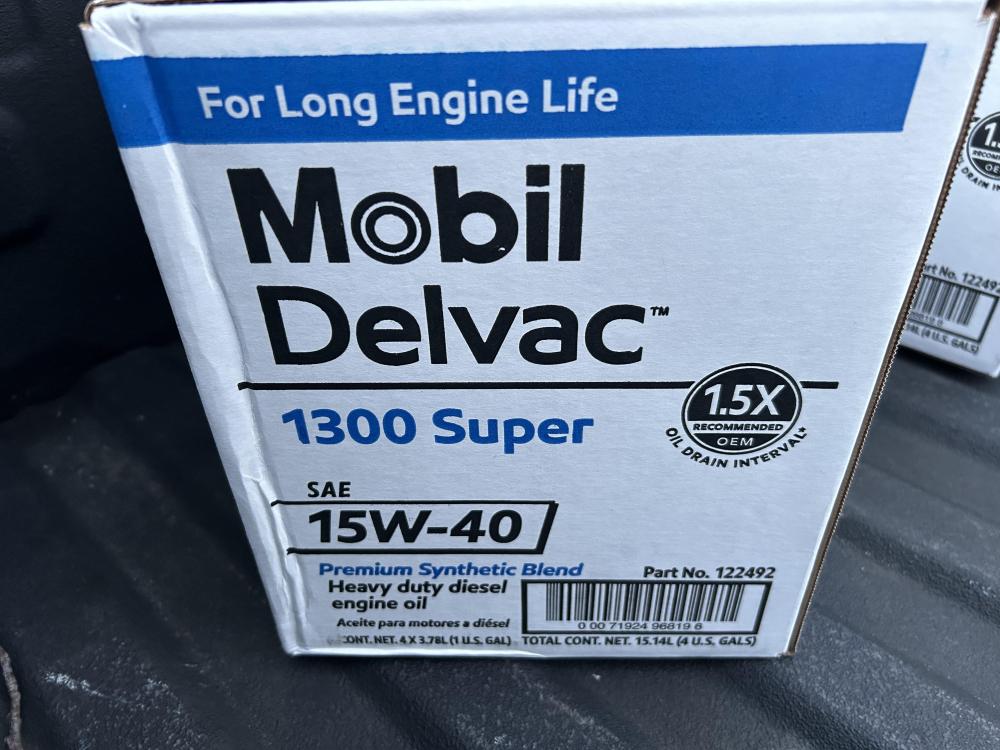 For Long Engine Life
Mobil
Delvac™
1300 Super
1.5X
RECOMMENDED
OEM
OIL DRAIN INTERVAL*
SAE
15W-40
Premium Synthetic Blend
Heavy duty diesel
engine oil
Aceite para motores a diésel
Part No. 122492
0 00 71924 96819 6
CONT. NET. 4 X 3.78L (1 U.S. GAL) TOTAL CONT. NET. 15.14L (4 U.S. GALS)
No. 122492
(4 U.S. GALS)